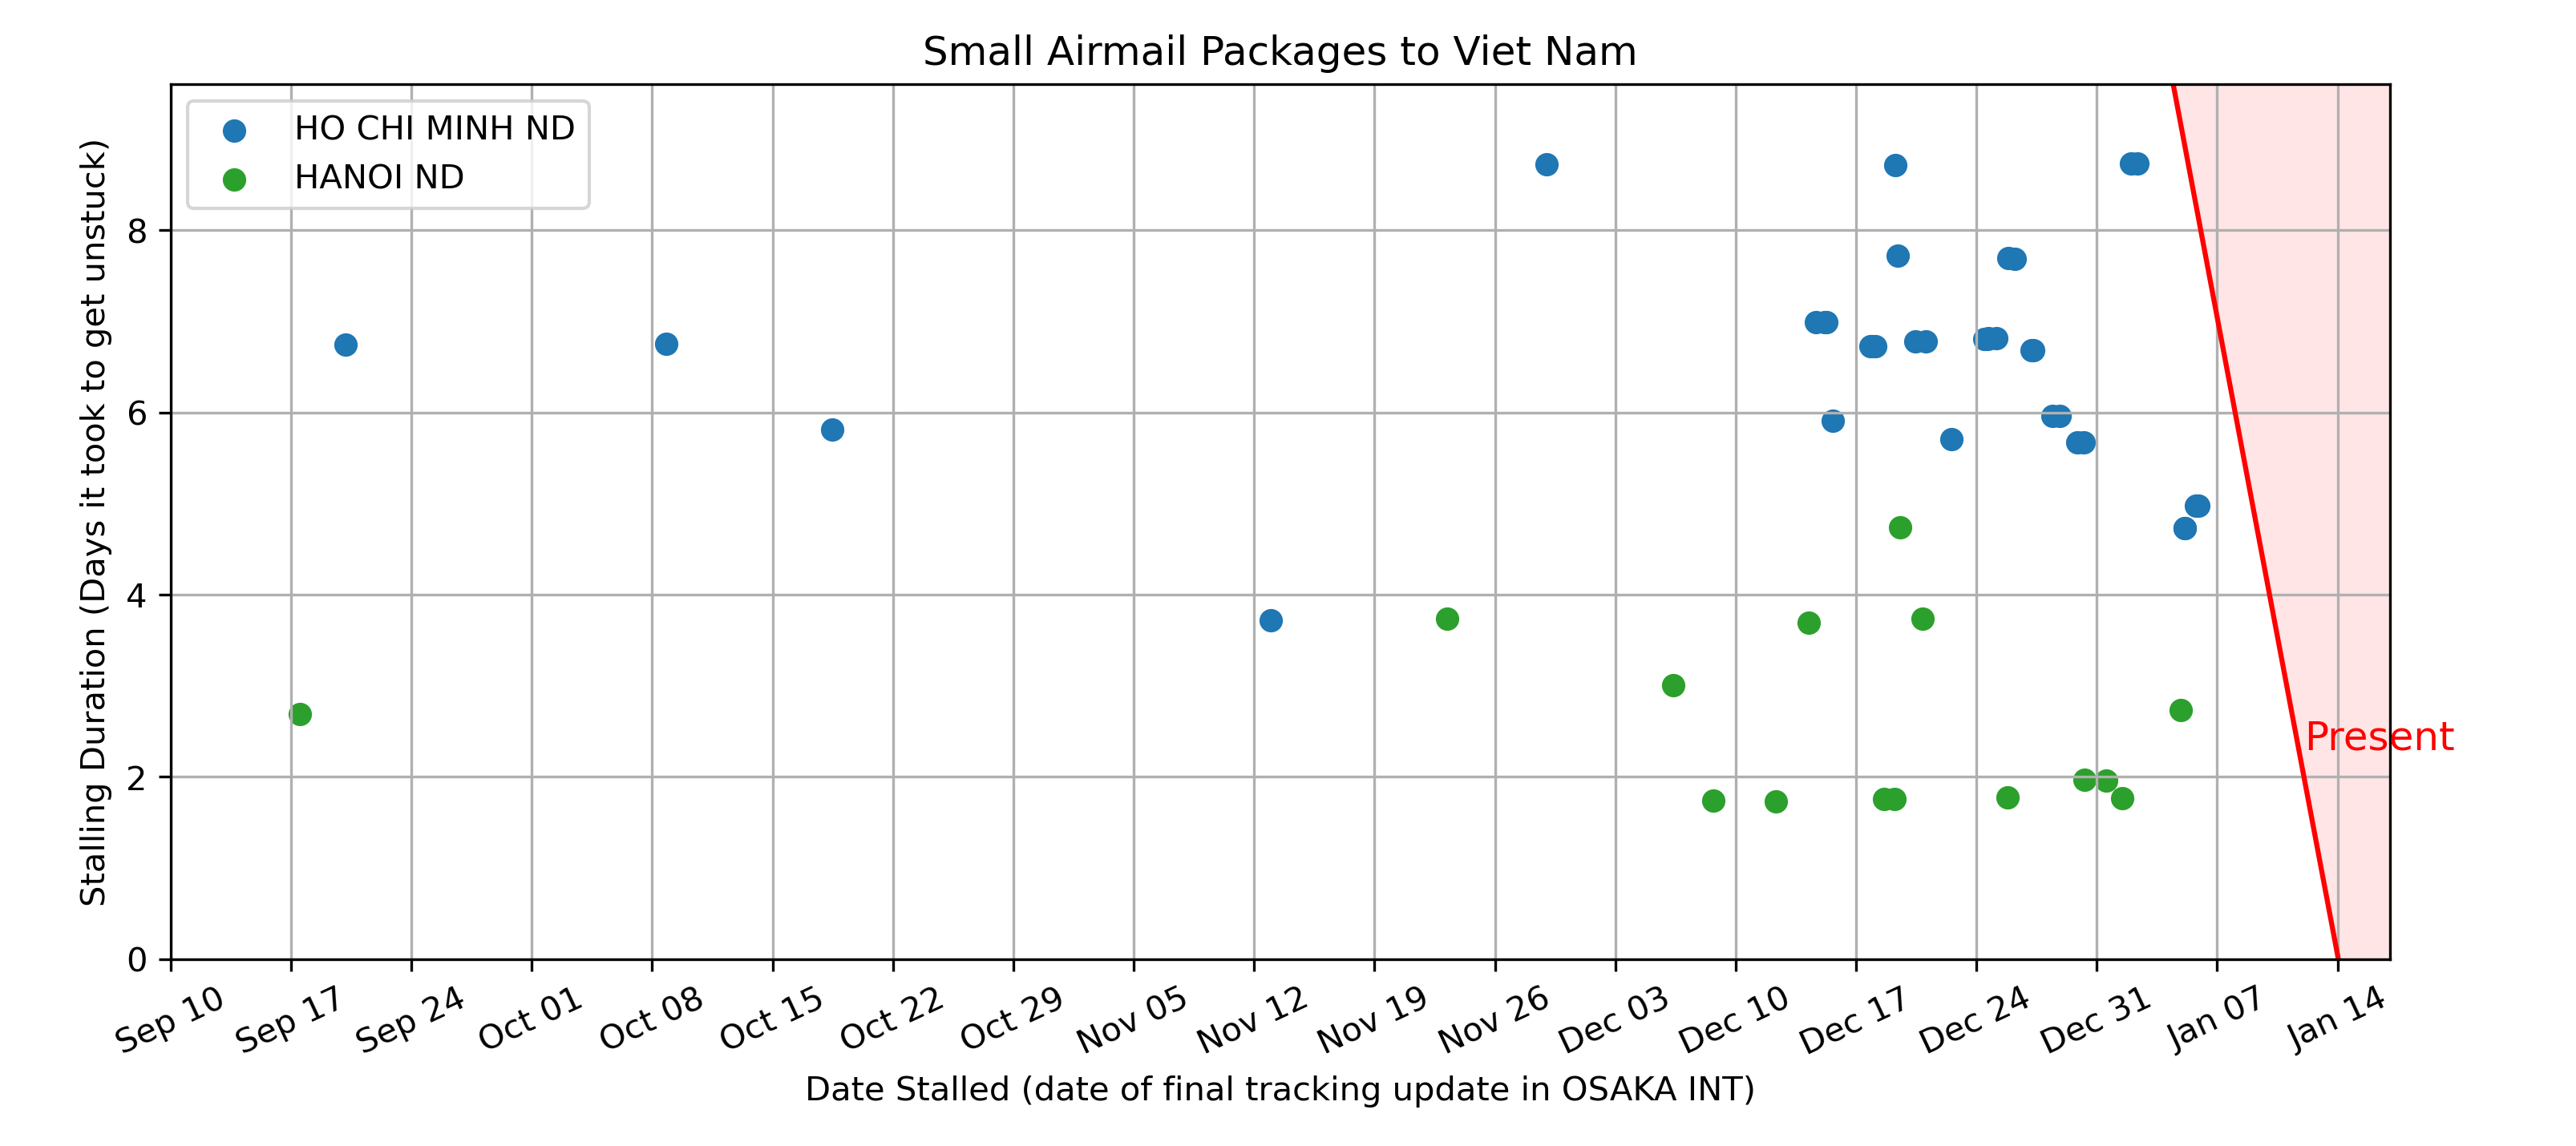 Small Airmail Packages to Viet Nam
HO CHI MINH ND
HANOI ND
Stalling Duration (Days it took to get unstuck)
8
6
4
2
0
Present
Sep 10
Sep 17
Sep 24
Oct 01
Oct 08
Oct 15
Oct 22
Oct 29
Nov 05
Nov 12
Nov 19
Nov 26
Dec 03
Dec 10
Dec 17
Dec 24
Dec 31
Jan 07
Jan 14
Date Stalled (date of final tracking update in OSAKA INT)